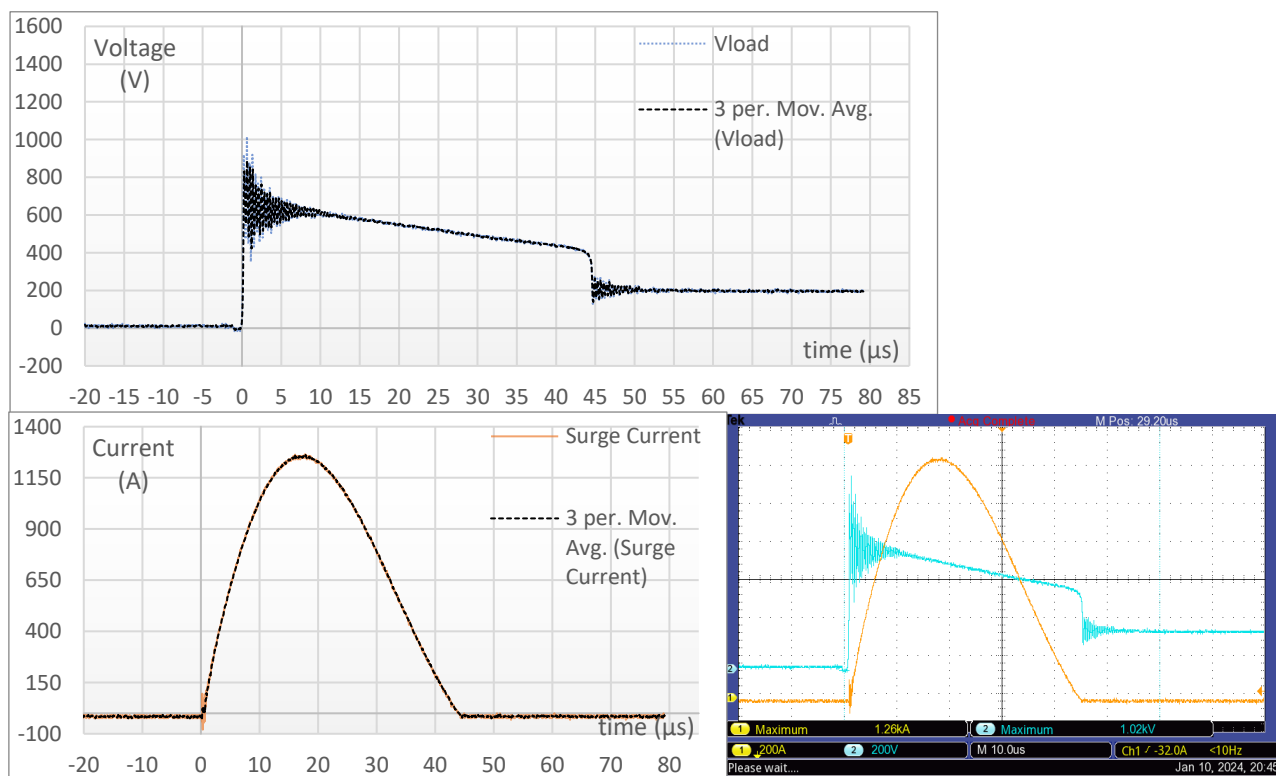 1600
1400
1200
1000
800
600
400
200
0
-200
Voltage
(V)
Vload
3 per. Mov. Avg.
(Vload)
time (µs)
-20 -15 -10 -5 0 5 10 15 20 25 30 35 40 45 50 55 60 65 70 75 80 85
1400
1150
900
650
400
150
-100
Current
(A)
Surge Current
3 per. Mov.
Avg. (Surge
Current)
time (µs)
-20 -10 0 10 20 30 40 50 60 70 80
Tek
M Pos: 29.20us
T
2
1
1 Maximum 1.26kA 2 Maximum 1.02kV
1 200A 2 200V M 10.0us Ch1 -32.0A <10Hz
Please wait.... Jan 10, 2024, 20:45